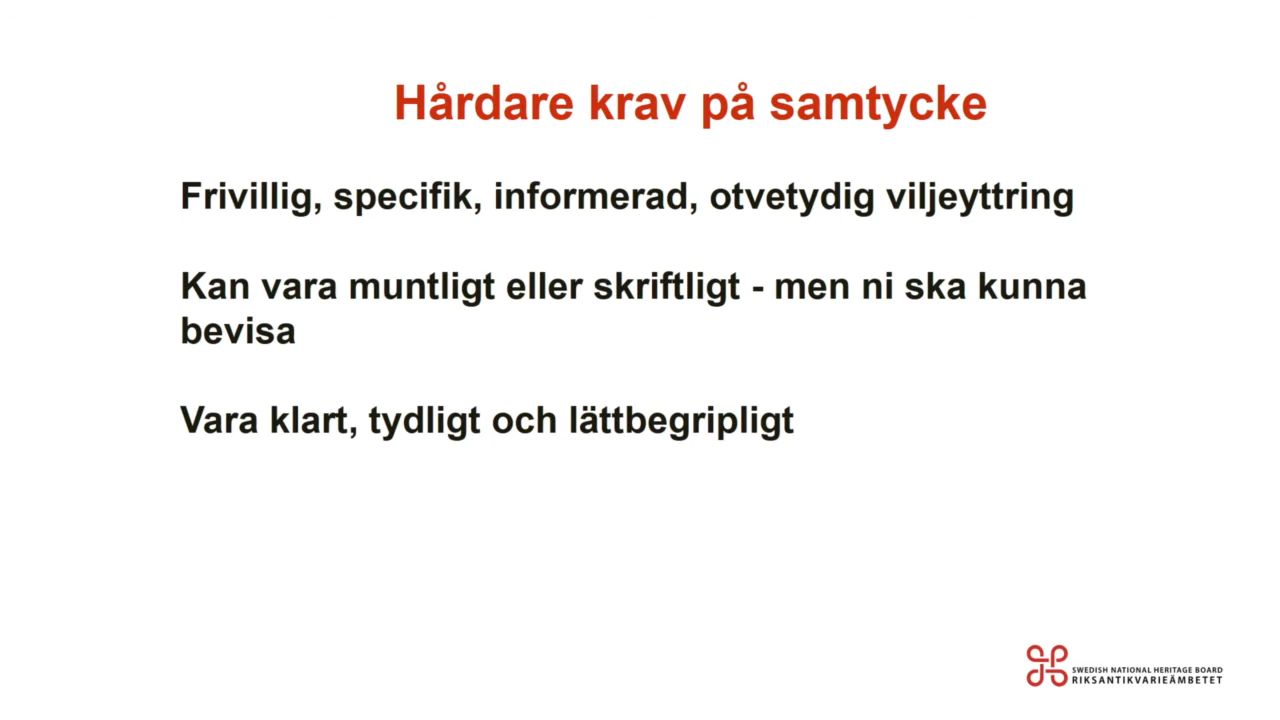 Hårdare krav på samtycke
Frivillig, specifik, informerad, otvetydig viljeyttring
Kan vara muntligt eller skriftligt - men ni ska kunna
bevisa
Vara klart, tydligt och lättbegripligt
SWEDISH NATIONAL HERITAGE BOARD
RIKSANTIKVARIEÄMBETET